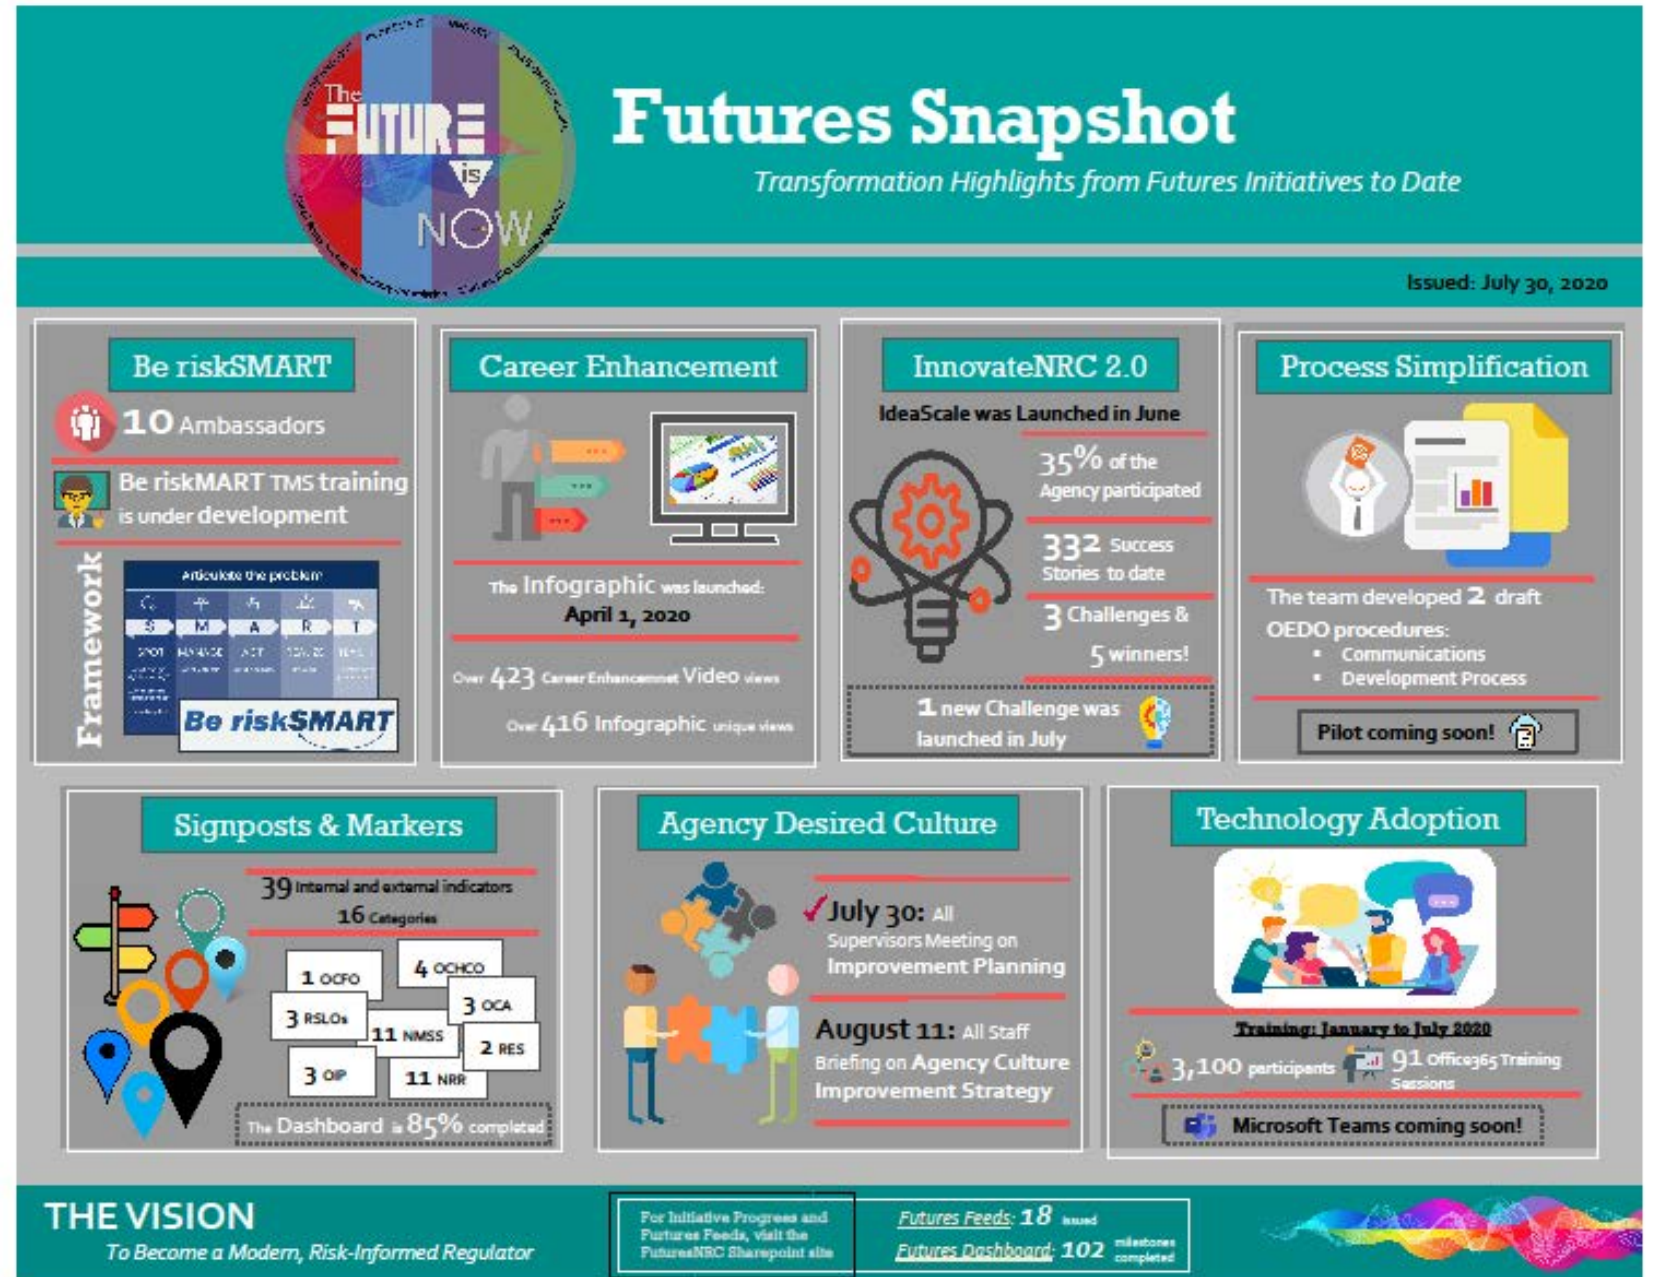 The
FUTURE
is
NOW
Futures Snapshot
Transformation Highlights from Futures Initiatives to Date
Issued: July 30, 2020
Be riskSMART
10 Ambassadors
Be riskMART TMS training
is under development
Framework
Articulate the problem
S M A R T
SPOT MANAGE ACT REALIZE
Be riskSMART
Career Enhancement
The Infographic was launched:
April 1, 2020
Over 423 Career Enhancemnet Video views
Over 416 Infographic unique views
InnovateNRC 2.0
IdeaScale was Launched in June
35% of the
Agency participated
332 Success
Stories to date
3 Challenges &
5 winners!
1 new Challenge was
launched in July
Process Simplification
The team developed 2 draft
OEDO procedures:
▪ Communications
▪ Development Process
Pilot coming soon!
Signposts & Markers
39 Internal and external indicators
16 Categories
1 OCFO
4 OCHCO
3 RSLOs
3 OCA
11 NMSS
2 RES
3 OIP
11 NRR
The Dashboard is 85% completed
Agency Desired Culture
✓July 30: All
Supervisors Meeting on
Improvement Planning
August 11: All Staff
Briefing on Agency Culture
Improvement Strategy
Technology Adoption
Training: January to July 2020
3,100 participants
91 Office365 Training
Sessions
Microsoft Teams coming soon!
THE VISION
To Become a Modern, Risk-Informed Regulator
For Initiative Progress and
Furtures Feeds, visit the
FuturesNRC Sharepoint site
Futures Feeds: 18 issued
Futures Dashboard: 102 milestones
completed